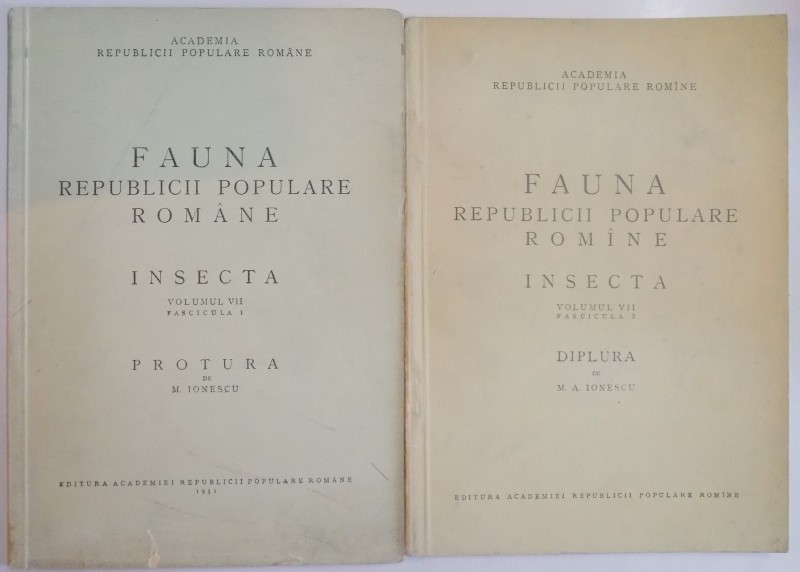 ACADEMIA
REPUBLICII POPULARE ROMÂNE
FAUNA
REPUBLICII POPULARE
ROMÂNE
INSECTA
VOLUMUL VII
FASCICULA 1
PROTURA
DE
M. IONESCU
EDITURA ACADEMIEI REPUBLICII POPULARE ROMÂNE
1951
ACADEMIA
REPUBLICII POPULARE ROMÎNE
FAUNA
REPUBLICII POPULARE
ROMÎNE
INSECTA
VOLUMUL VII
FASCICULA 2
DIPLURA
DE
M. A. IONESCU
EDITURA ACADEMIEI REPUBLICII POPULARE ROMÎNE